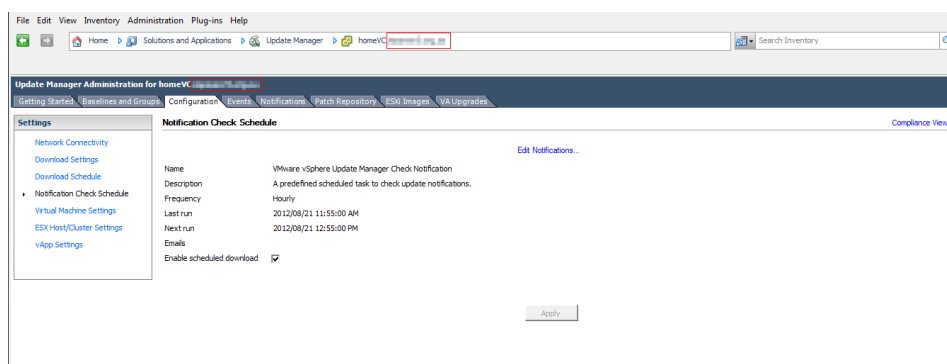 File Edit View Inventory Administration Plug-ins Help
Home Solutions and Applications Update Manager homeVC
Search Inventory
Update Manager Administration for homeVC
Getting Started Baselines and Groups Configuration Events Notifications Patch Repository ESXi Images VA Upgrades
Settings
Network Connectivity
Download Settings
Download Schedule
Notification Check Schedule
Virtual Machine Settings
ESX Host/Cluster Settings
vApp Settings
Notification Check Schedule
Compliance View
Edit Notifications...
Name VMware vSphere Update Manager Check Notification
Description A predefined scheduled task to check update notifications.
Frequency Hourly
Last run 2012/08/21 11:55:00 AM
Next run 2012/08/21 12:55:00 PM
Emails
Enable scheduled download
Apply